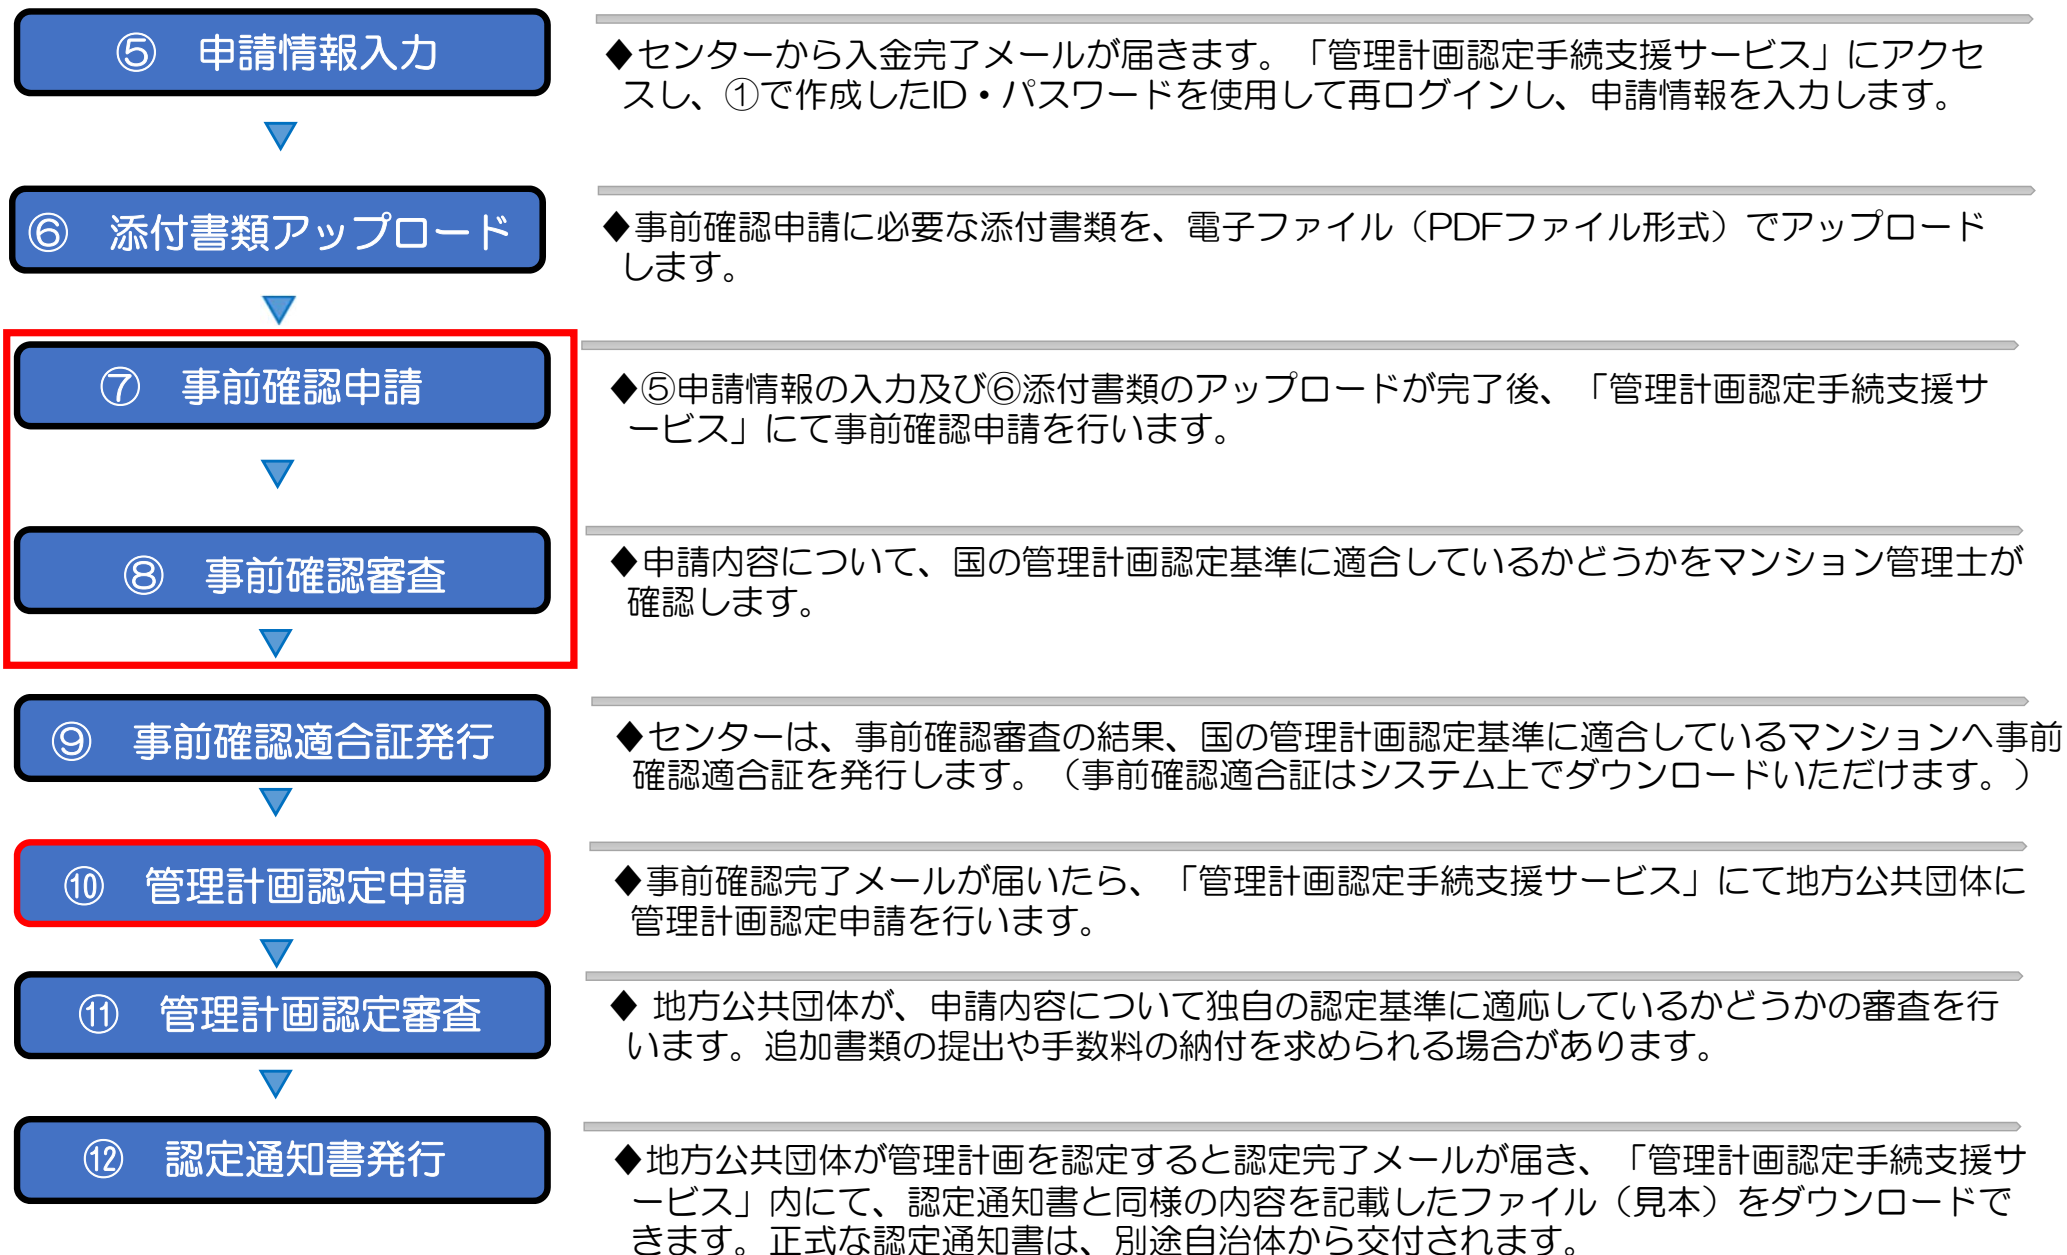 ⑤　申請情報入力
◆センターから入金完了メールが届きます。「管理計画認定手続支援サービス」にアクセ
スし、①で作成したID・パスワードを使用して再ログインし、申請情報を入力します。
⑥　添付書類アップロード
◆事前確認申請に必要な添付書類を、電子ファイル（PDFファイル形式）でアップロード
します。
⑦　事前確認申請
◆⑤申請情報の入力及び⑥添付書類のアップロードが完了後、「管理計画認定手続支援サ
ービス」にて事前確認申請を行います。
⑧　事前確認審査
◆申請内容について、国の管理計画認定基準に適合しているかどうかをマンション管理士が
確認します。
⑨　事前確認適合証発行
◆センターは、事前確認審査の結果、国の管理計画認定基準に適合しているマンションへ事前
確認適合証を発行します。（事前確認適合証はシステム上でダウンロードいただけます。）
⑩　管理計画認定申請
◆事前確認完了メールが届いたら、「管理計画認定手続支援サービス」にて地方公共団体に
管理計画認定申請を行います。
⑪　管理計画認定審査
◆ 地方公共団体が、申請内容について独自の認定基準に適応しているかどうかの審査を行
います。追加書類の提出や手数料の納付を求められる場合があります。
⑫　認定通知書発行
◆地方公共団体が管理計画を認定すると認定完了メールが届き、「管理計画認定手続支援サ
ービス」内にて、認定通知書と同様の内容を記載したファイル（見本）をダウンロードで
きます。正式な認定通知書は、別途自治体から交付されます。